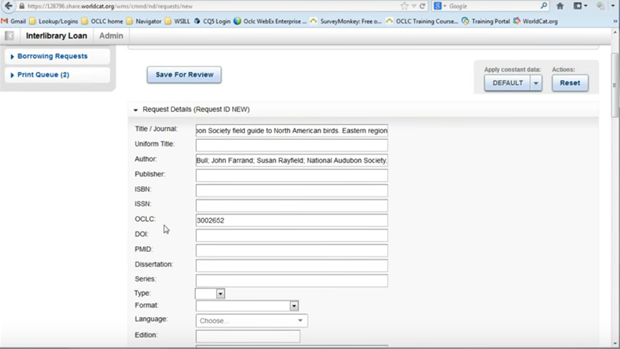 https://128796.share.worldcat.org/wms/cmnd/nd/requests/new
Google
Gmail Lookup/Logins OCLC home Navigator WSILL CQ5 Login Oclc WebEx Enterprise ... SurveyMonkey: Free o... OCLC Training Course... Training Portal WorldCat.org
Interlibrary Loan Admin
Borrowing Requests
Print Queue (2)
Save For Review
Apply constant data: Actions:
DEFAULT Reset
Request Details (Request ID NEW)
Title / Journal: on Society field guide to North American birds. Eastern region
Uniform Title:
Author: Bull; John Farrand; Susan Rayfield; National Audubon Society.
Publisher:
ISBN:
ISSN:
OCLC: 3002652
DOI:
PMID:
Dissertation:
Series:
Type:
Format:
Language: Choose...
Edition: